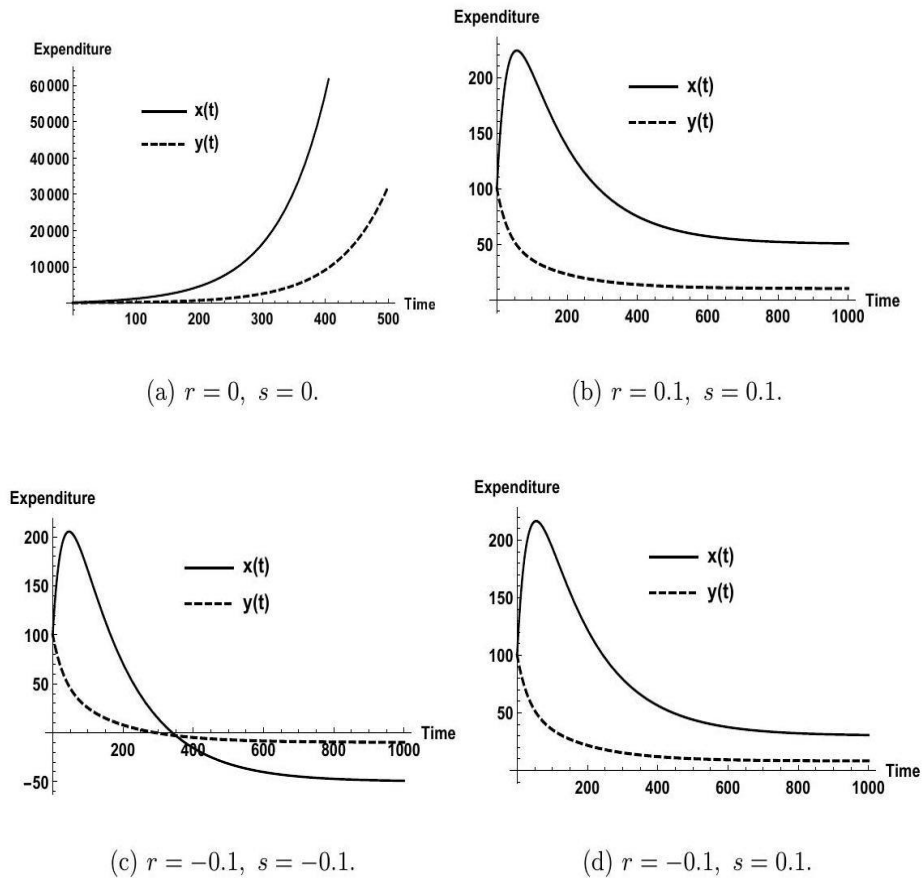 Expenditure
60 000
50 000
40 000
30 000
20 000
10 000
x(t)
y(t)
Time
100 200 300 400 500
(a) r = 0, s = 0.
Expenditure
200
150
100
50
x(t)
y(t)
Time
200 400 600 800 1000
(b) r = 0.1, s = 0.1.
Expenditure
200
150
100
50
−50
x(t)
y(t)
Time
200 400 600 800 1000
(c) r = −0.1, s = −0.1.
Expenditure
200
150
100
50
x(t)
y(t)
Time
200 400 600 800 1000
(d) r = −0.1, s = 0.1.